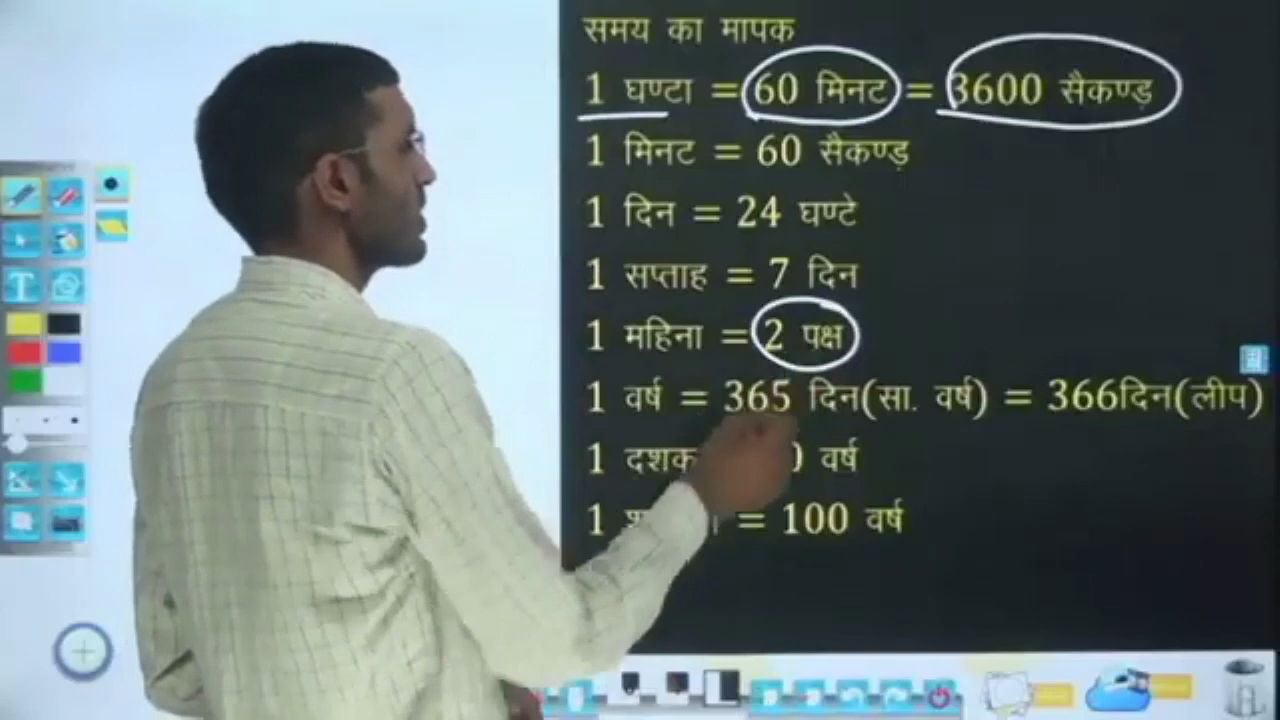 समय का मापक
1 घण्टा = 60 मिनट = 3600 सैकण्ड़
1 मिनट = 60 सैकण्ड़
1 दिन = 24 घण्टे
1 सप्ताह = 7 दिन
1 महिना = 2 पक्ष
1 वर्ष = 365 दिन(सा. वर्ष) = 366दिन(लीप)
1 दशक 0 वर्ष
1 = 100 वर्ष